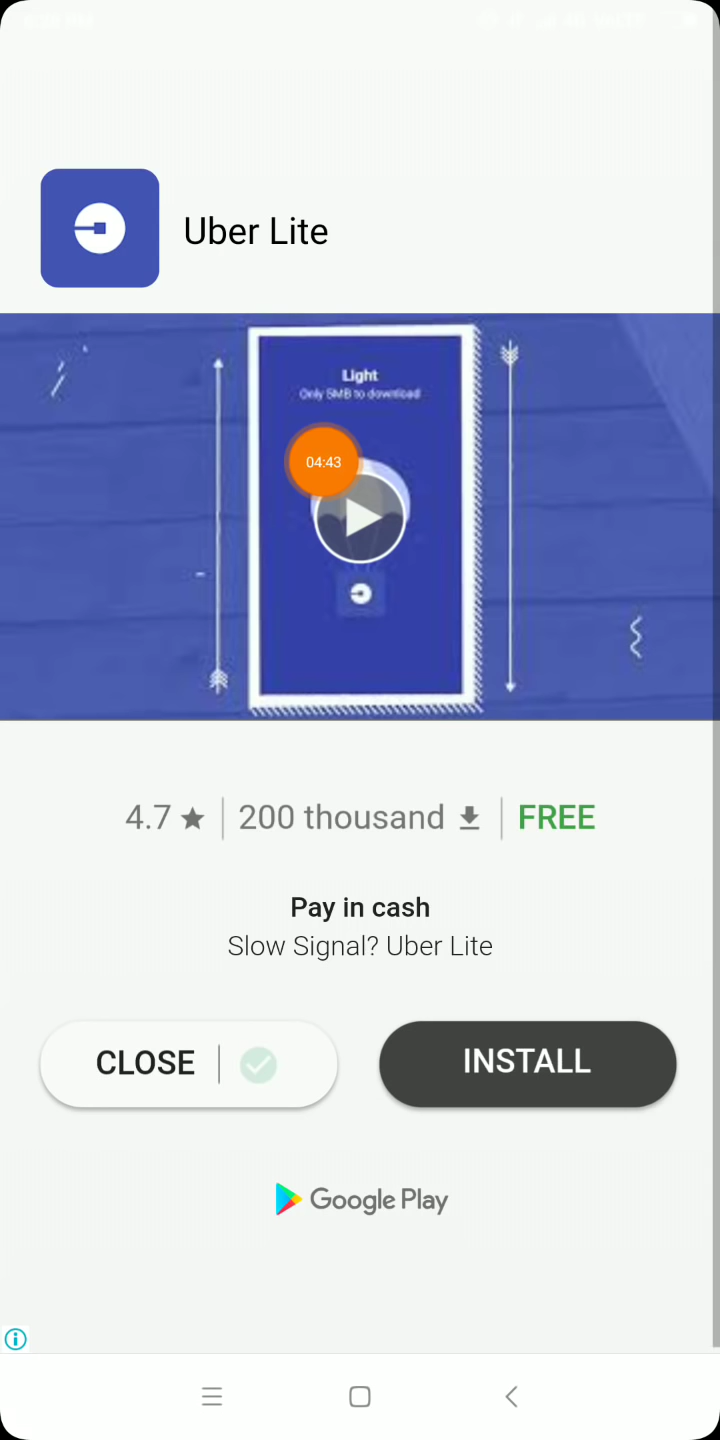 Uber Lite
Light
Only 5MB to download
04:43
4.7 ★ | 200 thousand | FREE
Pay in cash
Slow Signal? Uber Lite
CLOSE
INSTALL
Google Play